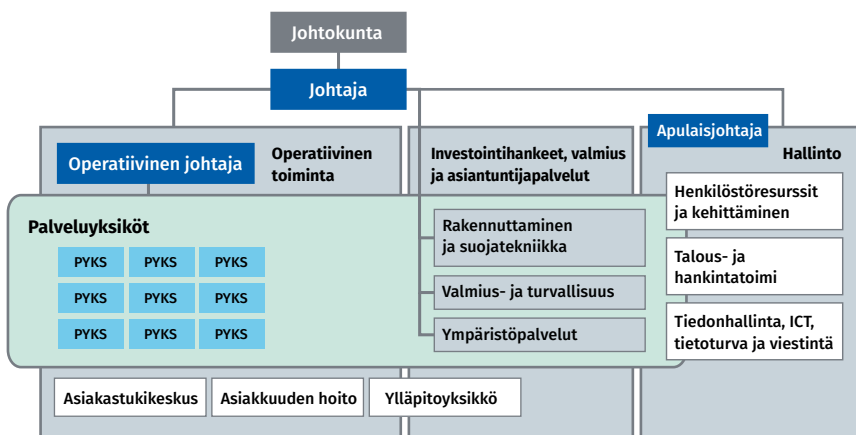 Johtokunta
Johtaja
Apulaisjohtaja
Operatiivinen johtaja
Operatiivinen
toiminta
Investointihankeet, valmius
ja asiantuntijapalvelut
Hallinto
Palveluyksiköt
PYKS PYKS PYKS
PYKS PYKS PYKS
PYKS PYKS PYKS
Rakennuttaminen
ja suojatekniikka
Valmius- ja turvallisuus
Ympäristöpalvelut
Henkilöstöresurssit
ja kehittäminen
Talous- ja
hankintatoimi
Tiedonhallinta, ICT,
tietoturva ja viestintä
Asiakastukikeskus
Asiakkuuden hoito
Ylläpitoyksikkö